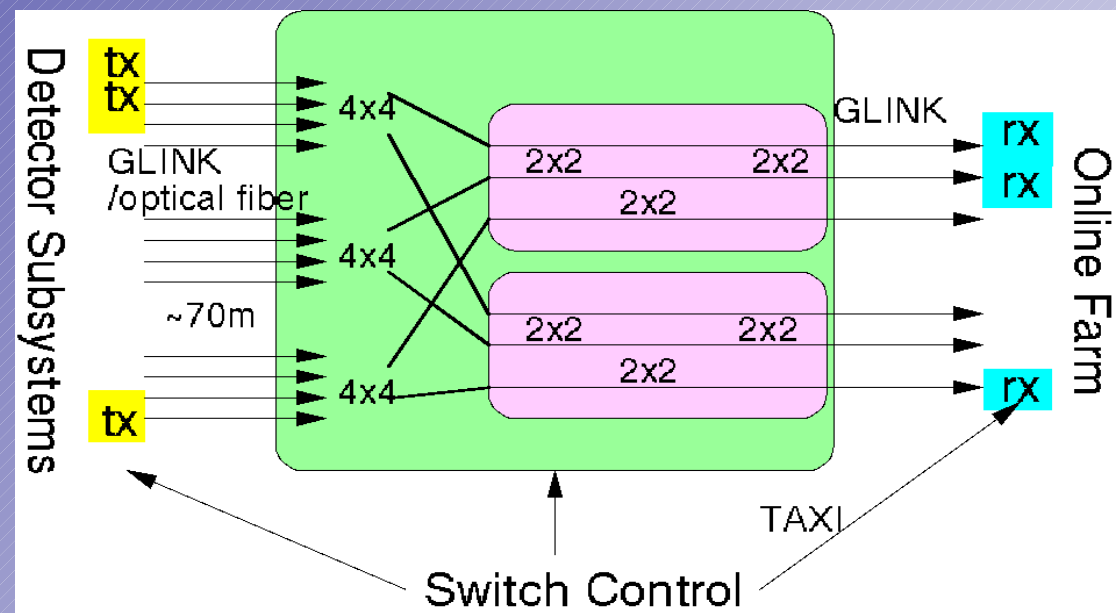 Detector Subsystems
tx
tx
GLINK
/optical fiber
~70m
tx
4x4
4x4
4x4
2x2
2x2
2x2
2x2
2x2
2x2
GLINK
rx
rx
rx
Online Farm
TAXI
Switch Control